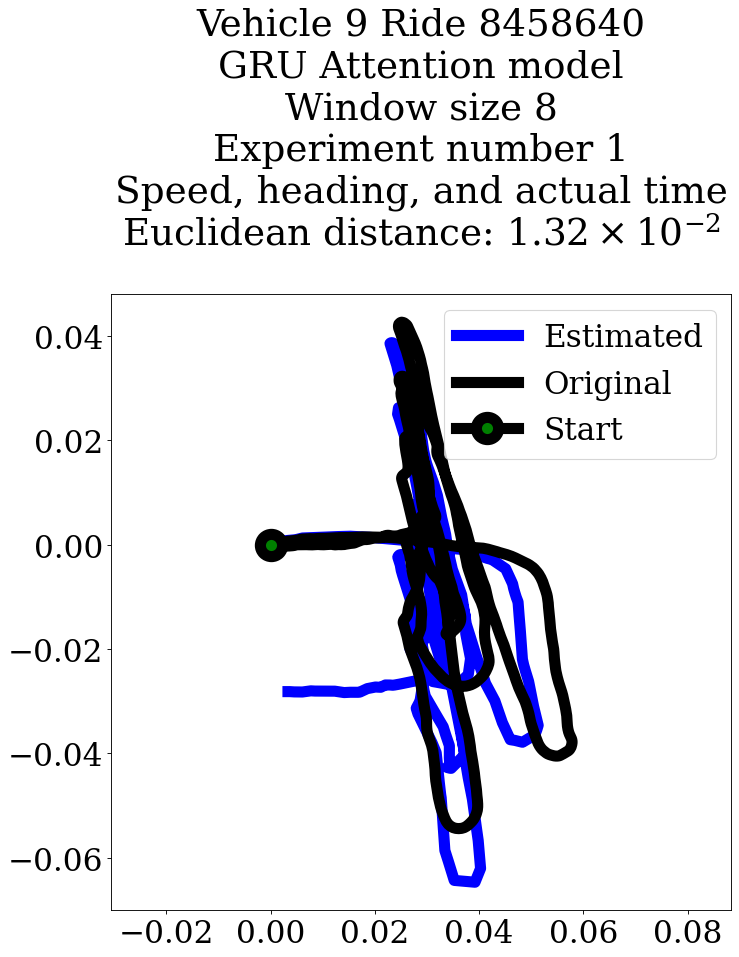 Vehicle 9 Ride 8458640
GRU Attention model
Window size 8
Experiment number 1
Speed, heading, and actual time
Euclidean distance: 1.32 × 10⁻²
Estimated
Original
Start
0.04
0.02
0.00
−0.02
−0.04
−0.06
−0.02 0.00 0.02 0.04 0.06 0.08